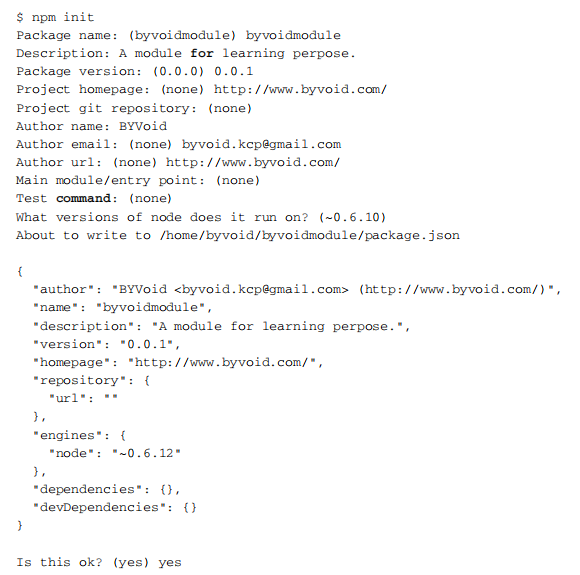 $ npm init
Package name: (byvoidmodule) byvoidmodule
Description: A module for learning perpose.
Package version: (0.0.0) 0.0.1
Project homepage: (none) http://www.byvoid.com/
Project git repository: (none)
Author name: BYVoid
Author email: (none) byvoid.kcp@gmail.com
Author url: (none) http://www.byvoid.com/
Main module/entry point: (none)
Test command: (none)
What versions of node does it run on? (~0.6.10)
About to write to /home/byvoid/byvoidmodule/package.json

{
  "author": "BYVoid <byvoid.kcp@gmail.com> (http://www.byvoid.com/)",
  "name": "byvoidmodule",
  "description": "A module for learning perpose.",
  "version": "0.0.1",
  "homepage": "http://www.byvoid.com/",
  "repository": {
    "url": ""
  },
  "engines": {
    "node": "~0.6.12"
  },
  "dependencies": {},
  "devDependencies": {}
}

Is this ok? (yes) yes